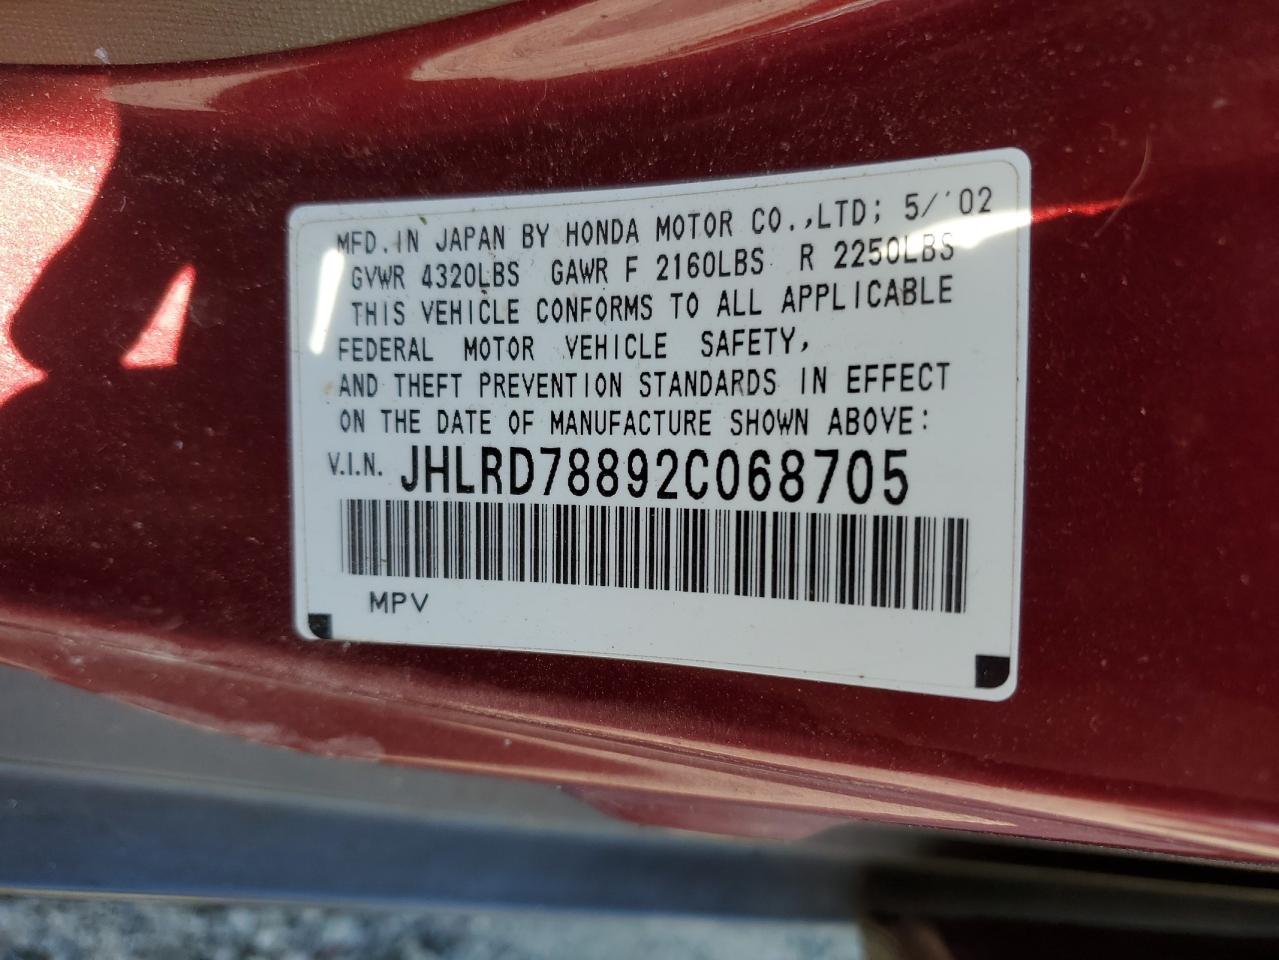 MFD. IN JAPAN BY HONDA MOTOR CO.,LTD; 5/'02
GVWR 4320LBS GAWR F 2160LBS R 2250LBS
THIS VEHICLE CONFORMS TO ALL APPLICABLE
FEDERAL MOTOR VEHICLE SAFETY,
AND THEFT PREVENTION STANDARDS IN EFFECT
ON THE DATE OF MANUFACTURE SHOWN ABOVE:
V.I.N. JHLRD78892C068705
MPV